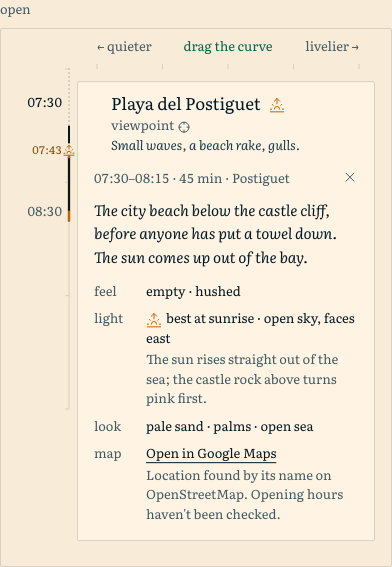 open
← quieter drag the curve livelier →
07:30
Playa del Postiguet
viewpoint
Small waves, a beach rake, gulls.
07:43
07:30–08:15 · 45 min · Postiguet
08:30
The city beach below the castle cliff,
before anyone has put a towel down.
The sun comes up out of the bay.
feel empty · hushed
light best at sunrise · open sky, faces
east
The sun rises straight out of the
sea; the castle rock above turns
pink first.
look pale sand · palms · open sea
map Open in Google Maps
Location found by its name on
OpenStreetMap. Opening hours
haven't been checked.